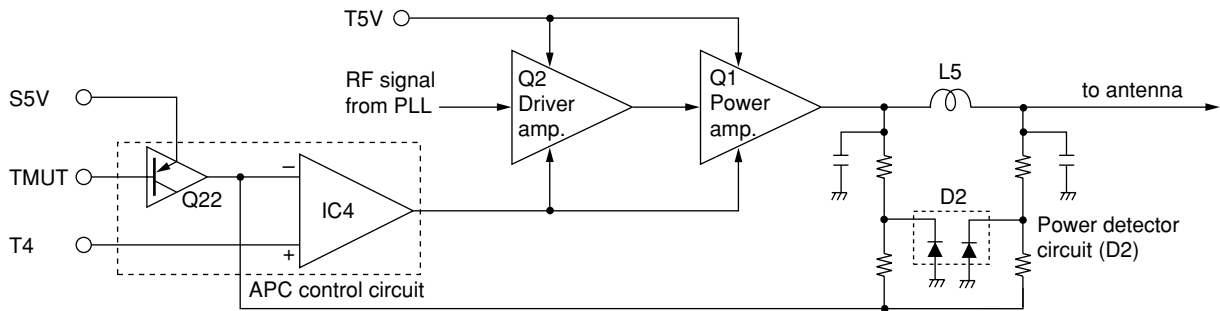 T5V
RF signal
from PLL
Q2
Driver
amp.
Q1
Power
amp.
L5
to antenna
S5V
TMUT
Q22
T4
−
+
IC4
APC control circuit
D2
Power detector
circuit (D2)